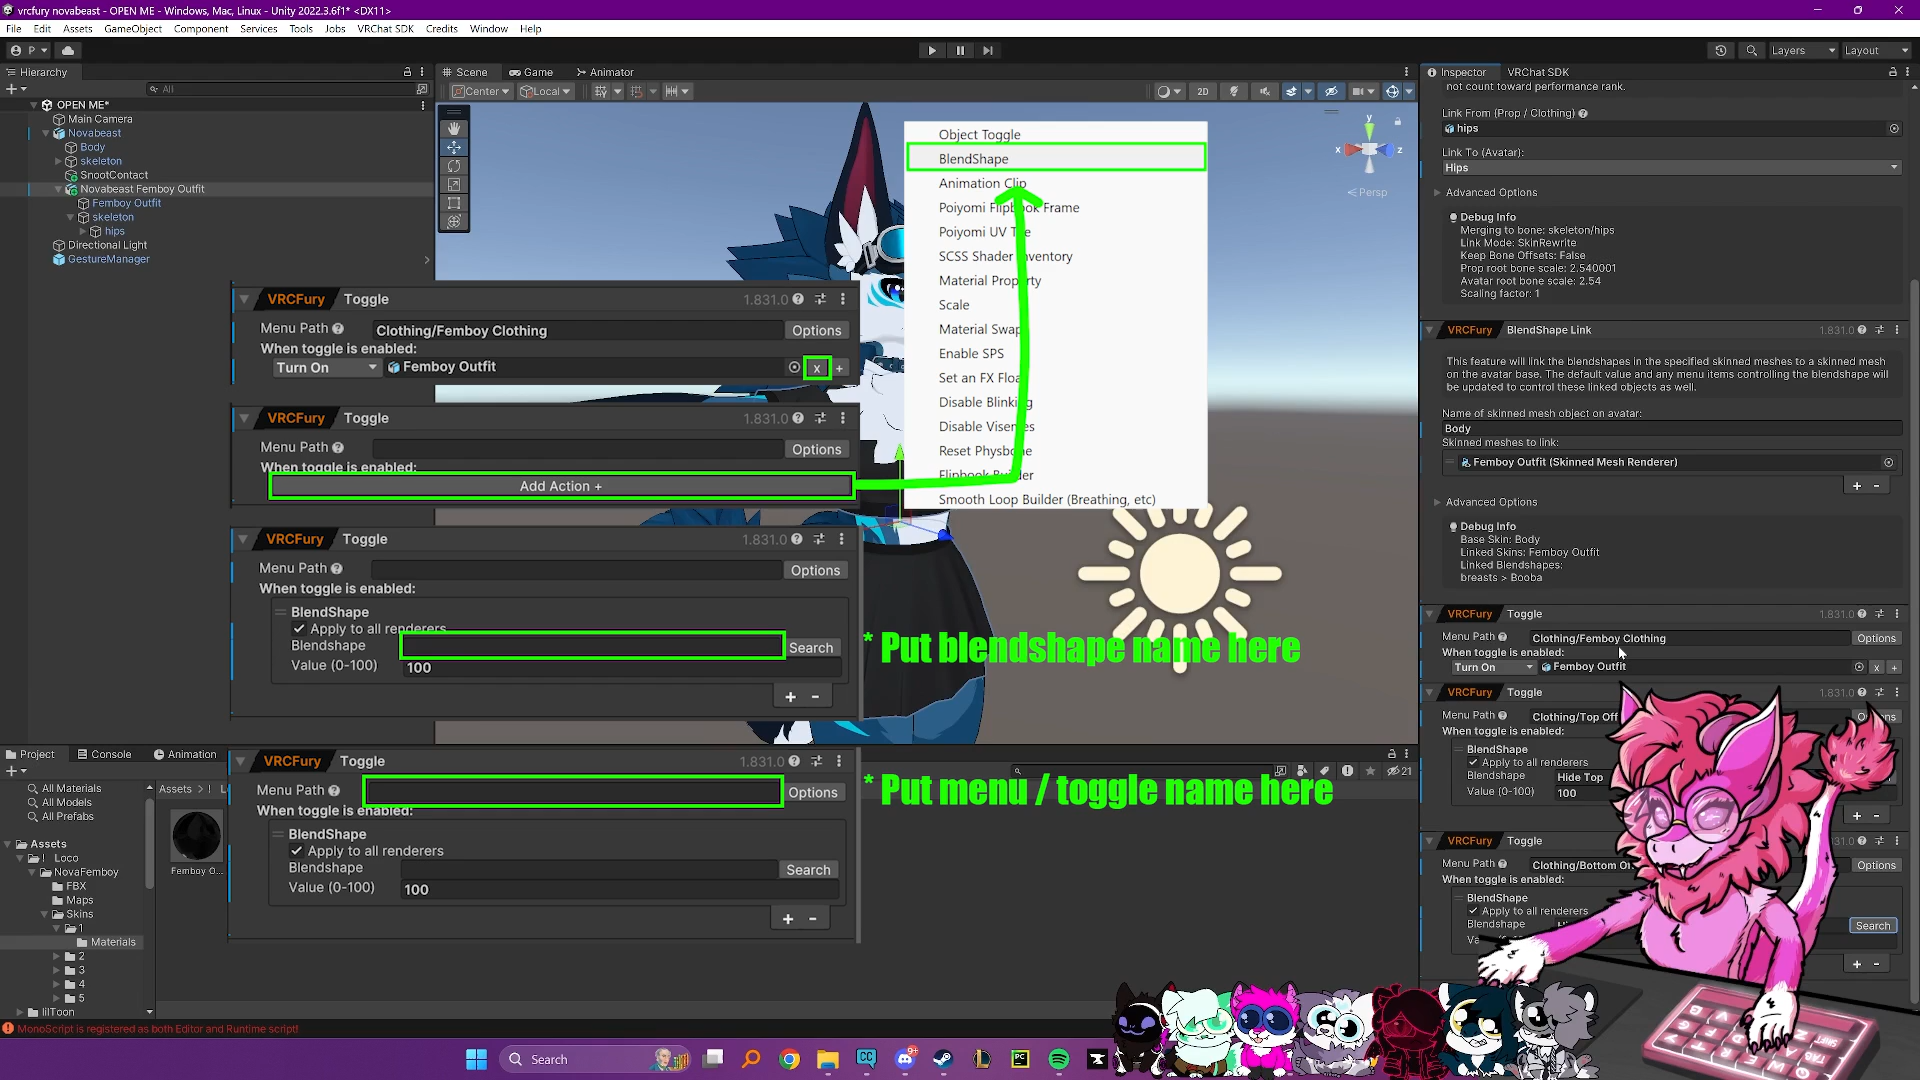 vrcfury novabeast - OPEN ME - Windows, Mac, Linux - Unity 2022.3.6f1* <DX11>
File Edit Assets GameObject Component Services Tools Jobs VRChat SDK Credits Window Help
P
Layers
Layout
Hierarchy
All
OPEN ME*
Main Camera
Novabeast
Body
skeleton
SnootContact
Novabeast Femboy Outfit
Femboy Outfit
skeleton
hips
Directional Light
GestureManager
Scene Game Animator
Center Local
2D
y
x z
Persp
Object Toggle
BlendShape
Animation Clip
Poiyomi Flipbook Frame
Poiyomi UV
SCSS Shader Inventory
Material Property
Scale
Material Swap
Enable SPS
Set an FX Float
Disable Blinking
Disable Visemes
Reset Physbone
Flipbook Builder
Smooth Loop Builder (Breathing, etc)
VRCFury Toggle 1.831.0
Menu Path Clothing/Femboy Clothing Options
When toggle is enabled:
Turn On Femboy Outfit x +
VRCFury Toggle 1.831.0
Menu Path Options
When toggle is enabled:
Add Action +
VRCFury Toggle 1.831.0
Menu Path Options
When toggle is enabled:
BlendShape
Apply to all renderers
Blendshape Search
Value (0-100) 100
+ -
* Put blendshape name here
VRCFury Toggle 1.831.0
Menu Path Options
When toggle is enabled:
BlendShape
Apply to all renderers
Blendshape Search
Value (0-100) 100
+ -
* Put menu / toggle name here
Project Console Animation
21
All Materials
All Models
All Prefabs
Assets
! Loco
NovaFemboy
FBX
Maps
Skins
1
Materials
2
3
4
5
lilToon
Assets >
Femboy O...
MonoScript is registered as both Editor and Runtime script!
Inspector VRChat SDK
not count toward performance rank.
Link From (Prop / Clothing)
hips
Link To (Avatar):
Hips
Advanced Options
Debug Info
Merging to bone: skeleton/hips
Link Mode: SkinRewrite
Keep Bone Offsets: False
Prop root bone scale: 2.540001
Avatar root bone scale: 2.54
Scaling factor: 1
VRCFury BlendShape Link 1.831.0
This feature will link the blendshapes in the specified skinned meshes to a skinned mesh
on the avatar base. The default value and any menu items controlling the blendshape will
be updated to control these linked objects as well.
Name of skinned mesh object on avatar:
Body
Skinned meshes to link:
Femboy Outfit (Skinned Mesh Renderer)
+ -
Advanced Options
Debug Info
Base Skin: Body
Linked Skins: Femboy Outfit
Linked Blendshapes:
breasts > Booba
VRCFury Toggle 1.831.0
Menu Path Clothing/Femboy Clothing Options
When toggle is enabled:
Turn On Femboy Outfit x +
VRCFury Toggle 1.831.0
Menu Path Clothing/Top Off
When toggle is enabled:
BlendShape
Apply to all renderers
Blendshape Hide Top
Value (0-100) 100
+ -
VRCFury Toggle
Menu Path Clothing/Bottom Options
When toggle is enabled:
BlendShape
Apply to all renderers
Blendshape Search
+ -
Search
CC
9+
PC